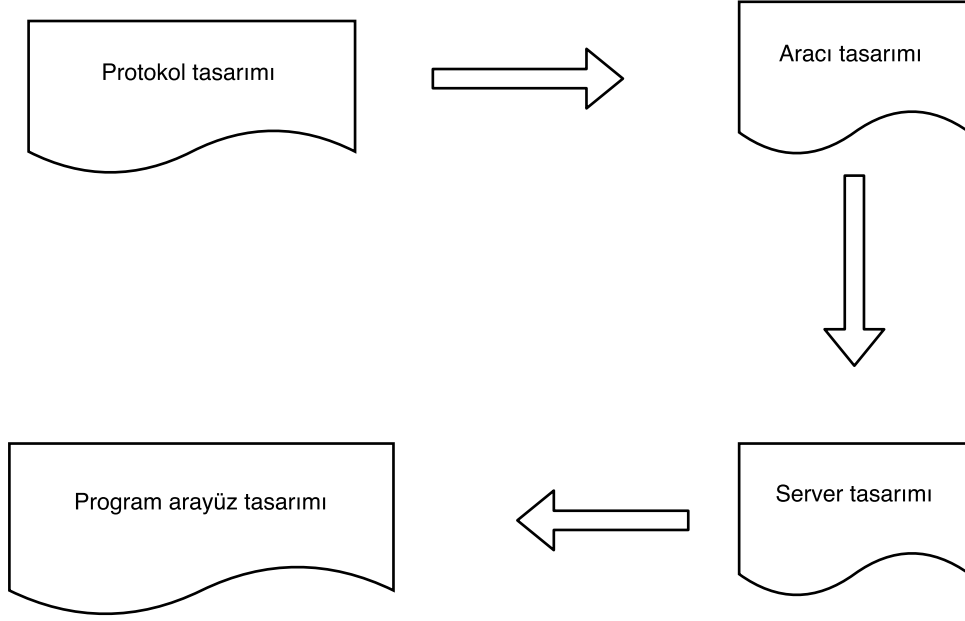 Protokol tasarımı
Aracı tasarımı
Server tasarımı
Program arayüz tasarımı